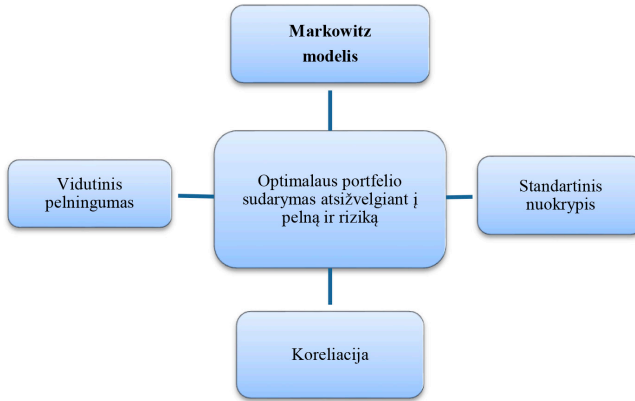 Markowitz
modelis
Vidutinis
pelningumas
Optimalaus portfelio
sudarymas atsižvelgiant į
pelną ir riziką
Standartinis
nuokrypis
Koreliacija